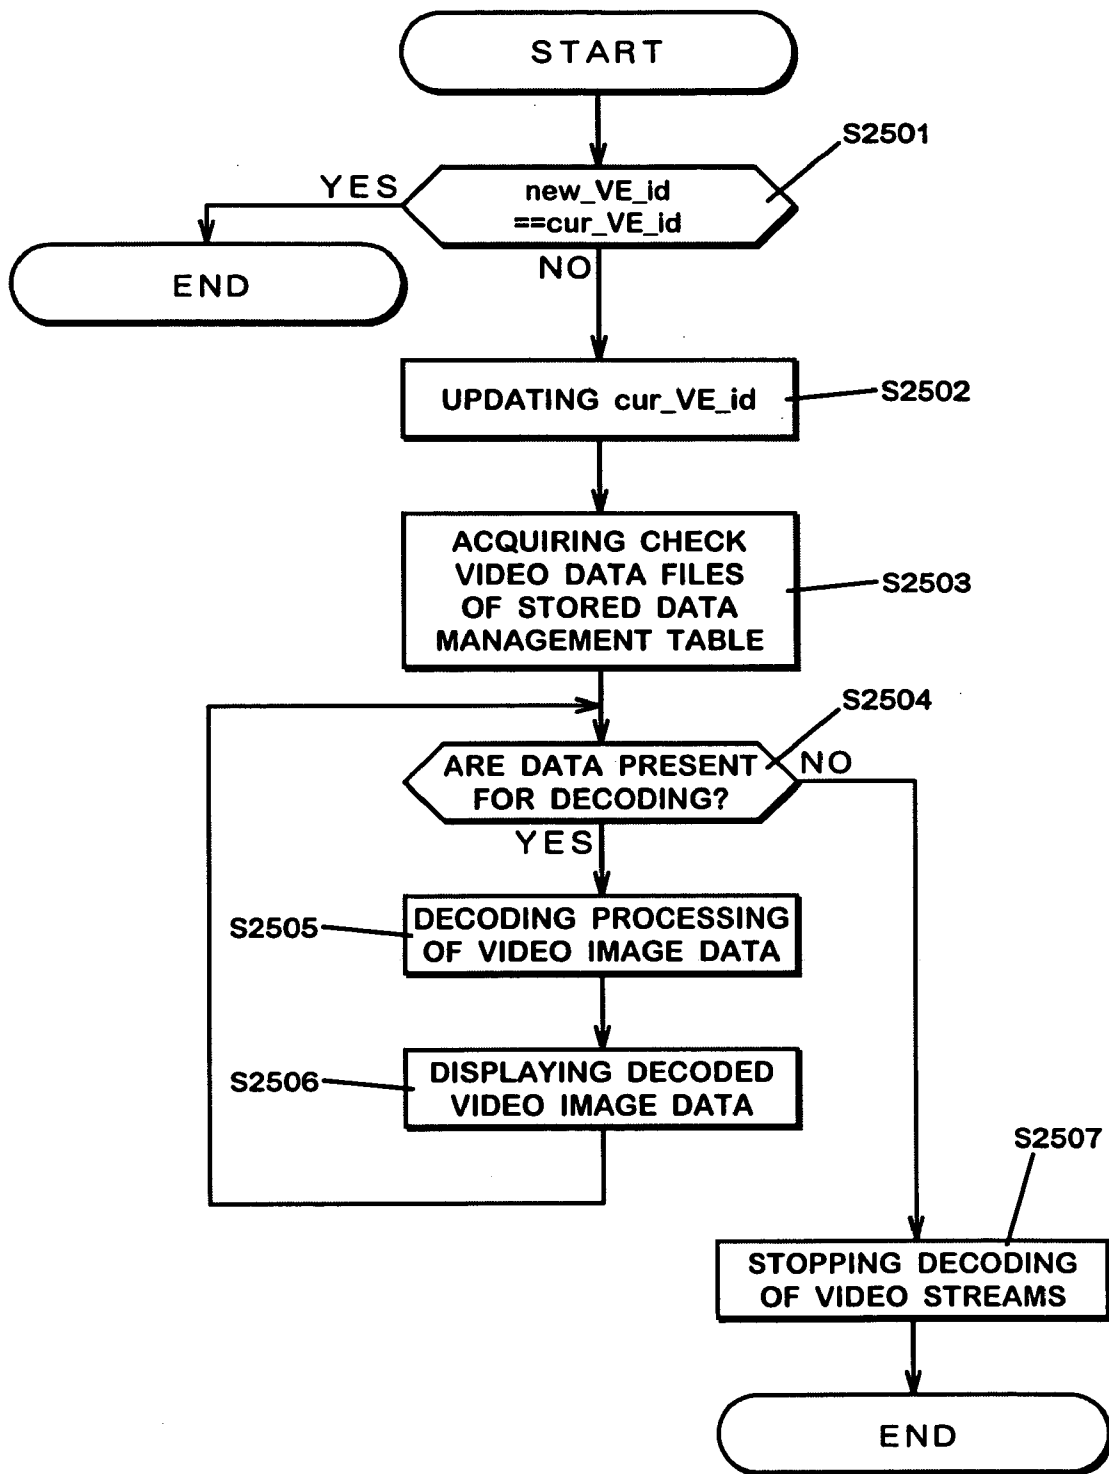 START
S2501
YES
new_VE_id
==cur_VE_id
END
NO
UPDATING cur_VE_id
S2502
ACQUIRING CHECK
VIDEO DATA FILES
OF STORED DATA
MANAGEMENT TABLE
S2503
S2504
ARE DATA PRESENT
FOR DECODING?
NO
YES
S2505
DECODING PROCESSING
OF VIDEO IMAGE DATA
S2506
DISPLAYING DECODED
VIDEO IMAGE DATA
S2507
STOPPING DECODING
OF VIDEO STREAMS
END